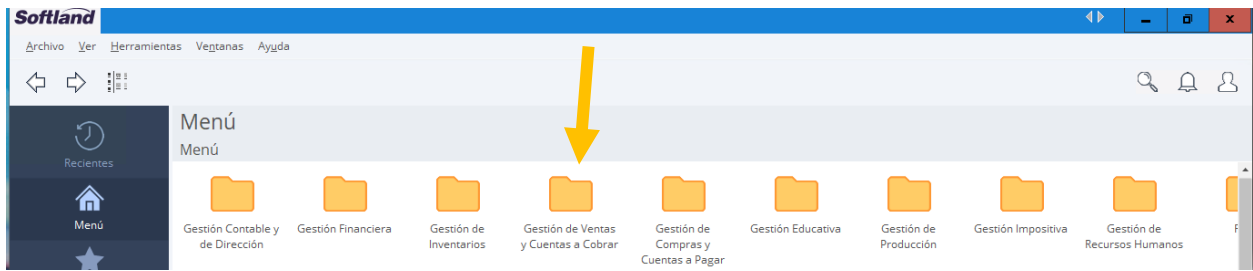 Softland
Archivo Ver Herramientas Ventanas Ayuda
Recientes
Menú
Menú
Menú
Gestión Contable y
de Dirección
Gestión Financiera
Gestión de
Inventarios
Gestión de Ventas
y Cuentas a Cobrar
Gestión de
Compras y
Cuentas a Pagar
Gestión Educativa
Gestión de
Producción
Gestión Impositiva
Gestión de
Recursos Humanos